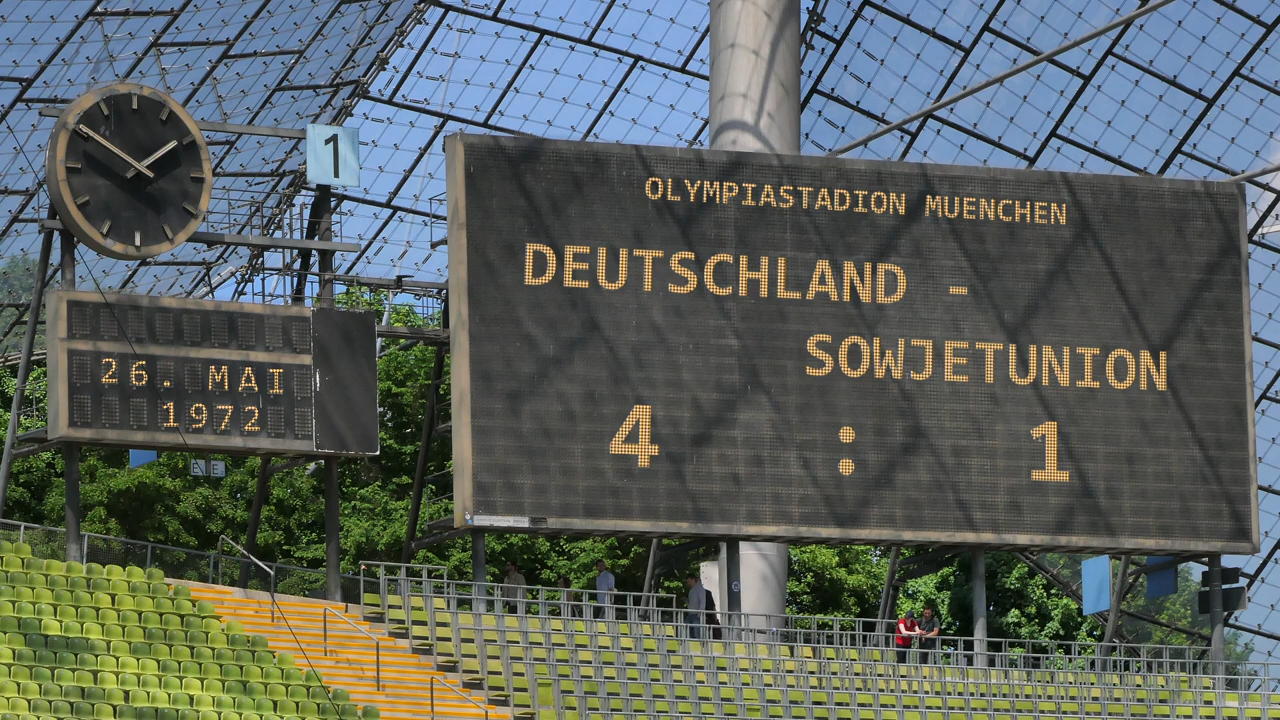 1
26. MAI
1972
E E
OLYMPIASTADION MUENCHEN
DEUTSCHLAND -
SOWJETUNION
4 : 1